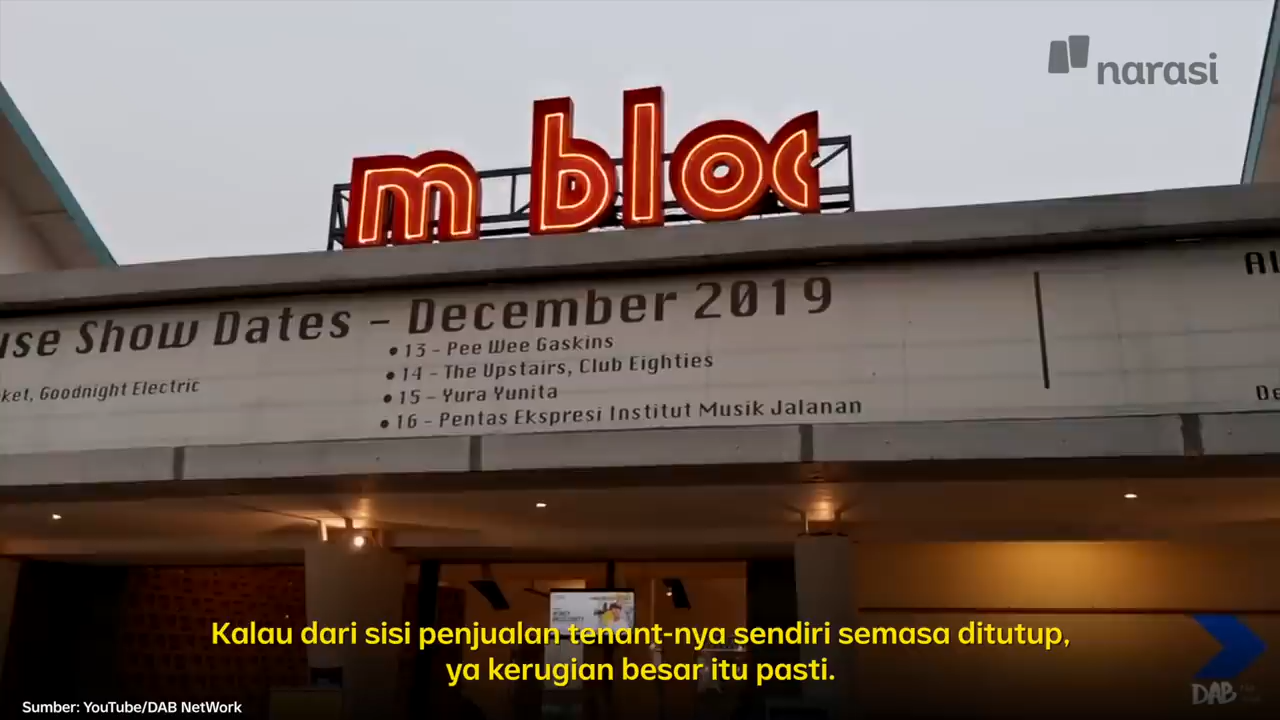 narasi
m bloc
use Show Dates - December 2019
ket, Goodnight Electric
• 13 - Pee Wee Gaskins
• 14 - The Upstairs, Club Eighties
• 15 - Yura Yunita
• 16 - Pentas Ekspresi Institut Musik Jalanan
Al
De
Kalau dari sisi penjualan tenant-nya sendiri semasa ditutup,
ya kerugian besar itu pasti.
Sumber: YouTube/DAB NetWork
DAB